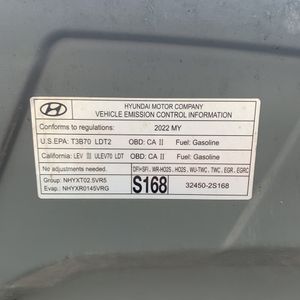 HYUNDAI MOTOR COMPANY
VEHICLE EMISSION CONTROL INFORMATION
Conforms to regulations: 2022 MY
U.S.EPA: T3B70 LDT2 OBD: CA II Fuel: Gasoline
California: LEV III ULEV70 LDT OBD: CA II Fuel: Gasoline
No adjustments needed. DFI+SFI, WR-HO2S, HO2S, WU-TWC, TWC, EGR, EGRC
Group: NHYXT02.5VR5
Evap.: NHYXR0145VRG
S168 32450-2S168